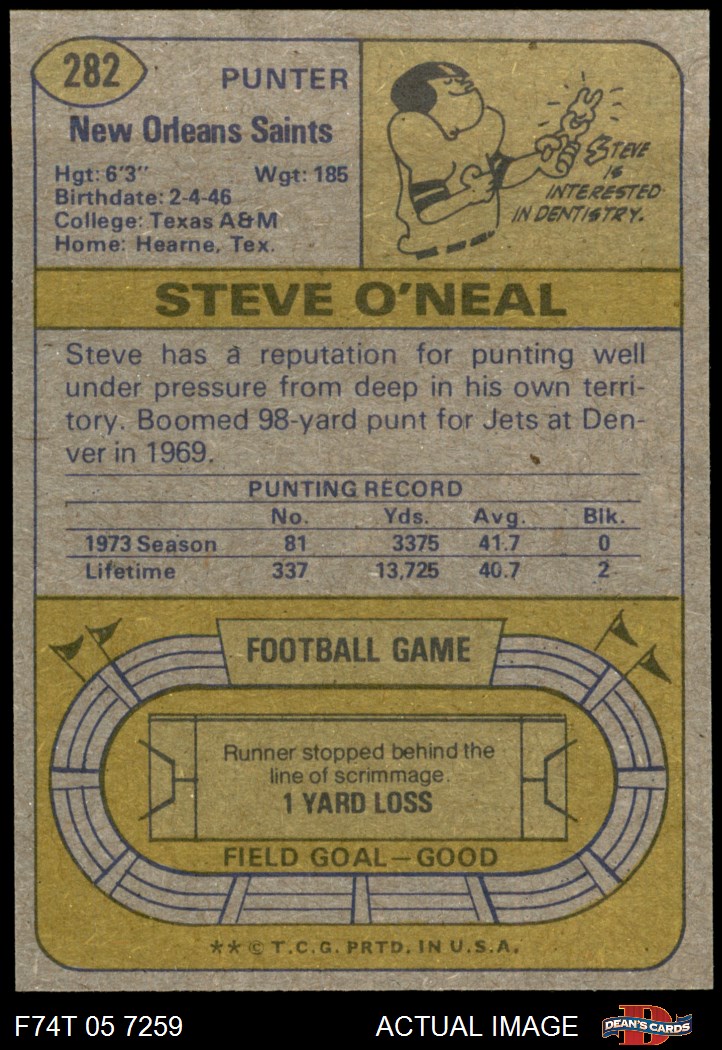 282
PUNTER
New Orleans Saints
Hgt: 6'3" Wgt: 185
Birthdate: 2-4-46
College: Texas A&M
Home: Hearne, Tex.
STEVE
IS
INTERESTED
IN DENTISTRY.
STEVE O'NEAL
Steve has a reputation for punting well
under pressure from deep in his own terri-
tory. Boomed 98-yard punt for Jets at Den-
ver in 1969.
PUNTING RECORD
No. Yds. Avg. Blk.
1973 Season 81 3375 41.7 0
Lifetime 337 13,725 40.7 2
FOOTBALL GAME
Runner stopped behind the
line of scrimmage.
1 YARD LOSS
FIELD GOAL—GOOD
** © T.C.G. PRTD. IN U.S.A.
F74T 05 7259 ACTUAL IMAGE DEAN'S CARDS